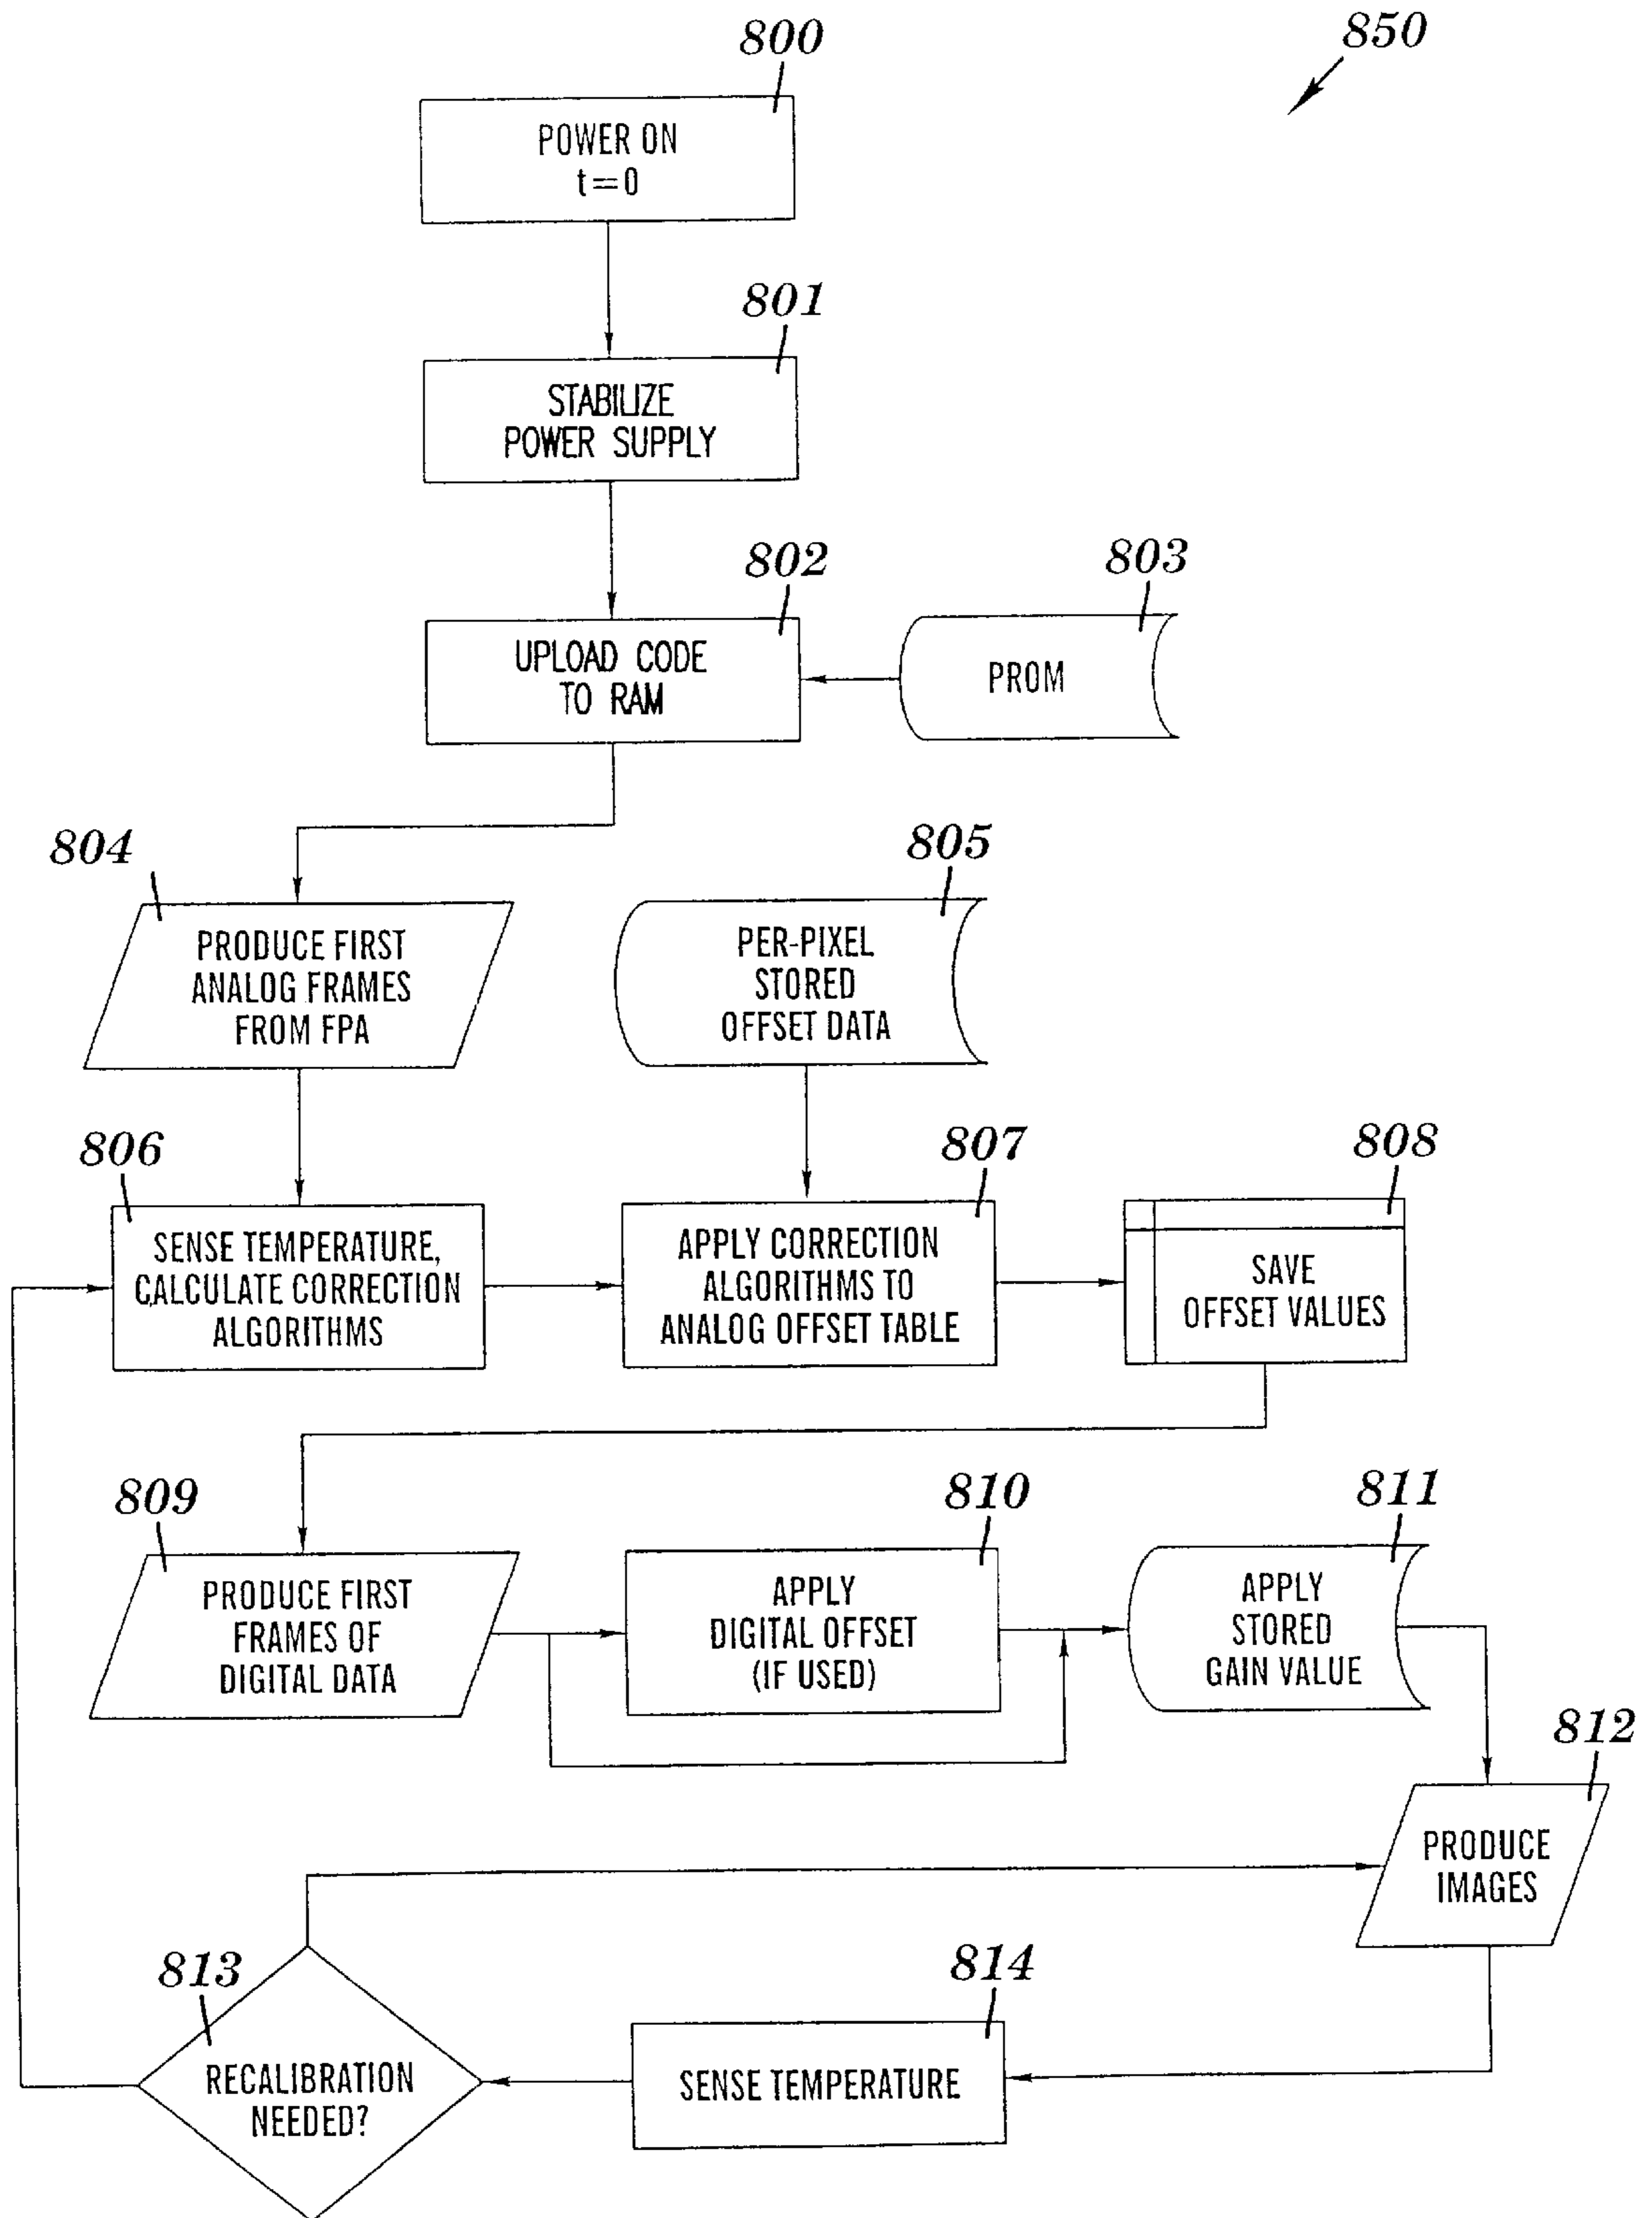 800
850
POWER ON
t=0
801
STABILIZE
POWER SUPPLY
802
803
UPLOAD CODE
TO RAM
PROM
804
805
PRODUCE FIRST
ANALOG FRAMES
FROM FPA
PER-PIXEL
STORED
OFFSET DATA
806
807
808
SENSE TEMPERATURE,
CALCULATE CORRECTION
ALGORITHMS
APPLY CORRECTION
ALGORITHMS TO
ANALOG OFFSET TABLE
SAVE
OFFSET VALUES
809
810
811
PRODUCE FIRST
FRAMES OF
DIGITAL DATA
APPLY
DIGITAL OFFSET
(IF USED)
APPLY
STORED
GAIN VALUE
812
PRODUCE
IMAGES
813
814
RECALIBRATION
NEEDED?
SENSE TEMPERATURE